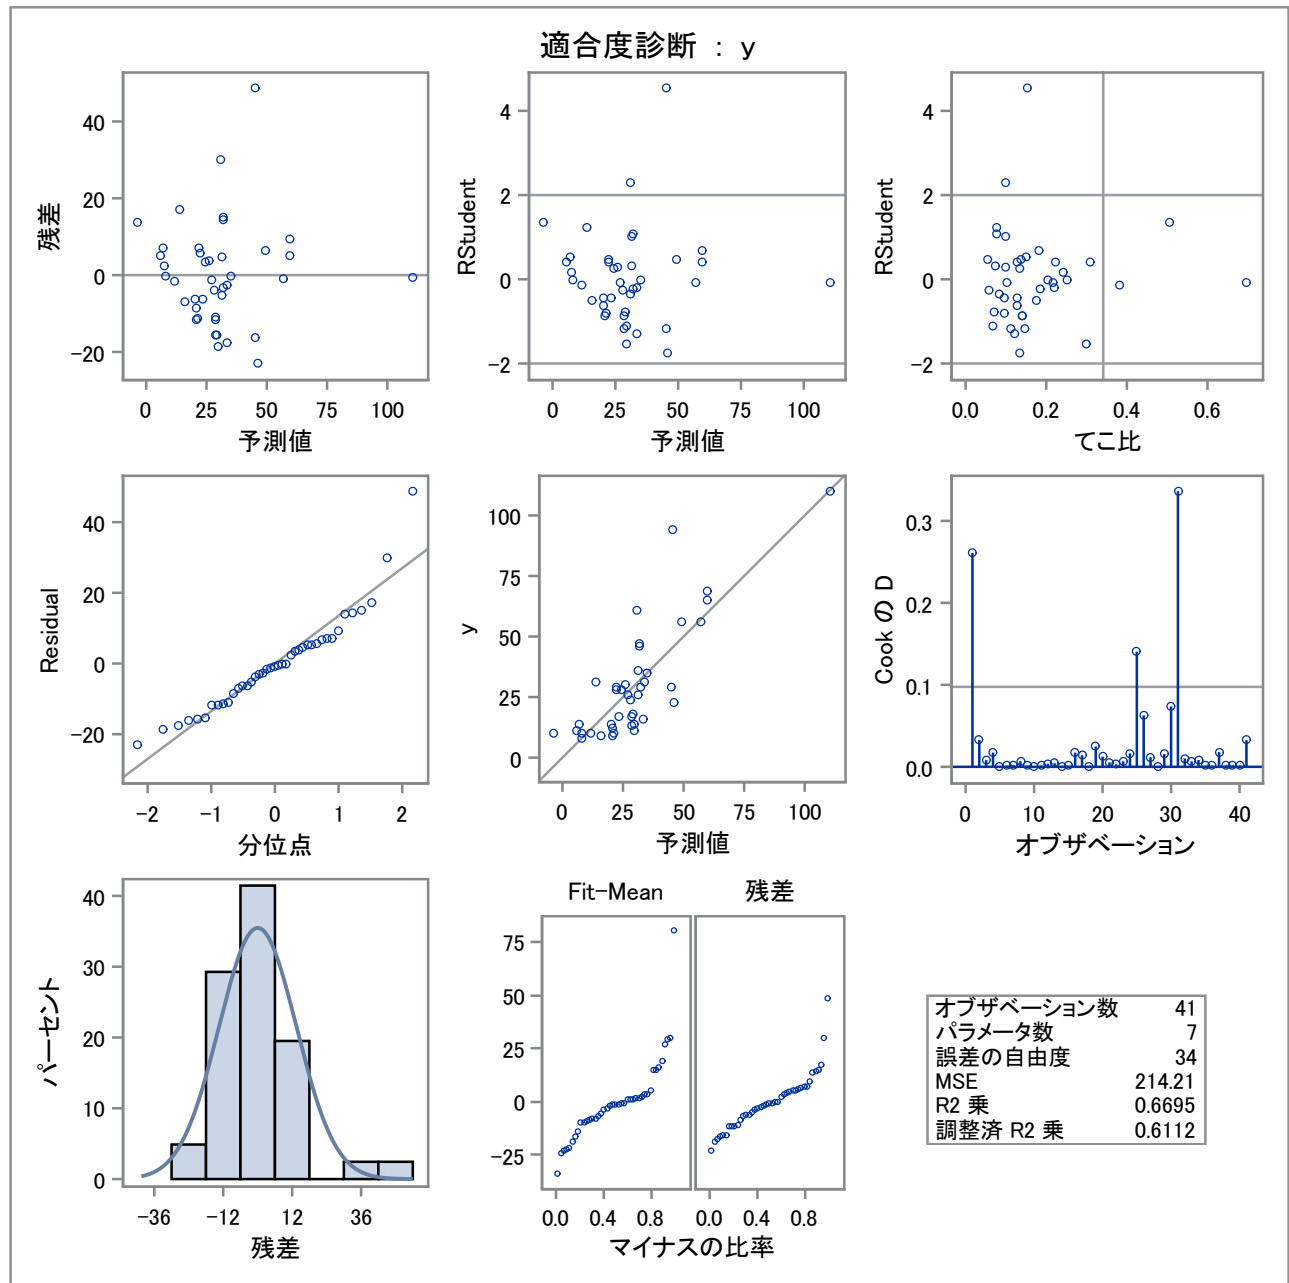 適合度診断 : y
残差
40
20
0
−20
0 25 50 75 100
予測値
RStudent
4
2
0
−2
0 25 50 75 100
予測値
RStudent
4
2
0
−2
0.0 0.2 0.4 0.6
てこ比
Residual
40
20
0
−20
−2 −1 0 1 2
分位点
y
100
75
50
25
0
0 25 50 75 100
予測値
Cook の D
0.3
0.2
0.1
0.0
0 10 20 30 40
オブザベーション
パーセント
40
30
20
10
0
−36 −12 12 36
残差
Fit−Mean 残差
75
50
25
0
−25
0.0 0.4 0.8 0.0 0.4 0.8
マイナスの比率
オブザベーション数 41
パラメータ数 7
誤差の自由度 34
MSE 214.21
R2 乗 0.6695
調整済 R2 乗 0.6112